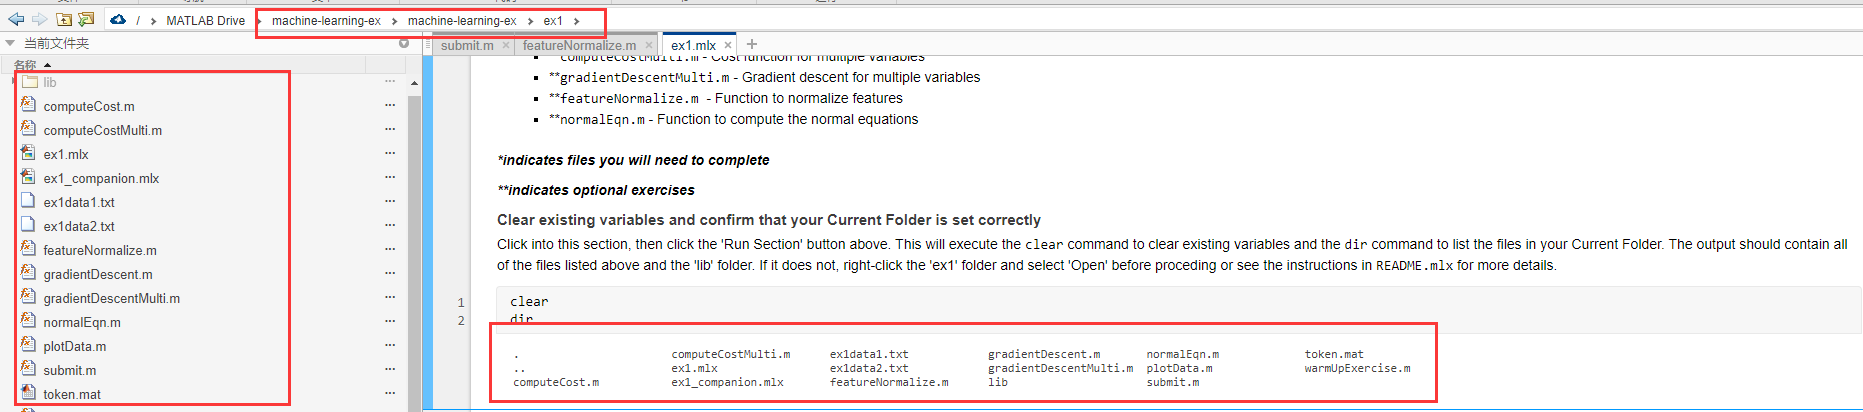 / MATLAB Drive machine-learning-ex machine-learning-ex ex1
当前文件夹
名称
lib
computeCost.m
computeCostMulti.m
ex1.mlx
ex1_companion.mlx
ex1data1.txt
ex1data2.txt
featureNormalize.m
gradientDescent.m
gradientDescentMulti.m
normalEqn.m
plotData.m
submit.m
token.mat
submit.m × featureNormalize.m × ex1.mlx × +
**computeCostMulti.m - Cost function for multiple variables
**gradientDescentMulti.m - Gradient descent for multiple variables
**featureNormalize.m - Function to normalize features
**normalEqn.m - Function to compute the normal equations
*indicates files you will need to complete
**indicates optional exercises
Clear existing variables and confirm that your Current Folder is set correctly
Click into this section, then click the 'Run Section' button above. This will execute the clear command to clear existing variables and the dir command to list the files in your Current Folder. The output should contain all
of the files listed above and the 'lib' folder. If it does not, right-click the 'ex1' folder and select 'Open' before proceding or see the instructions in README.mlx for more details.
1 clear
2 dir
. computeCostMulti.m ex1data1.txt gradientDescent.m normalEqn.m token.mat
.. ex1.mlx ex1data2.txt gradientDescentMulti.m plotData.m warmUpExercise.m
computeCost.m ex1_companion.mlx featureNormalize.m lib submit.m